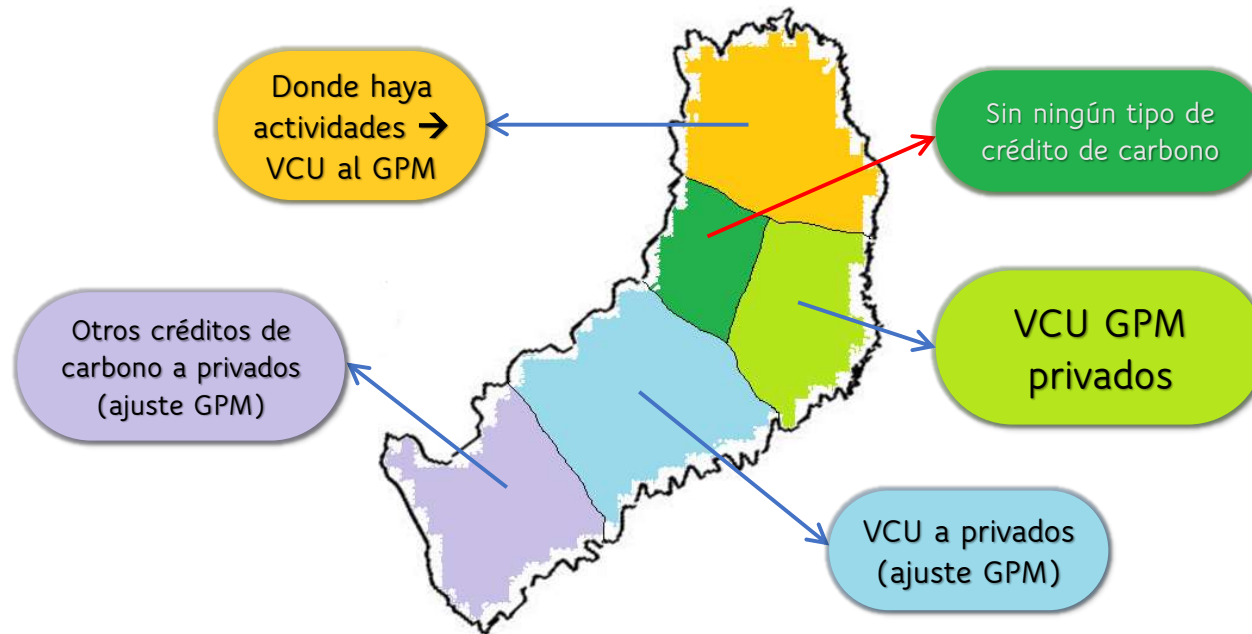 Donde haya
actividades →
VCU al GPM
Sin ningún tipo de
crédito de carbono
Otros créditos de
carbono a privados
(ajuste GPM)
VCU GPM
privados
VCU a privados
(ajuste GPM)